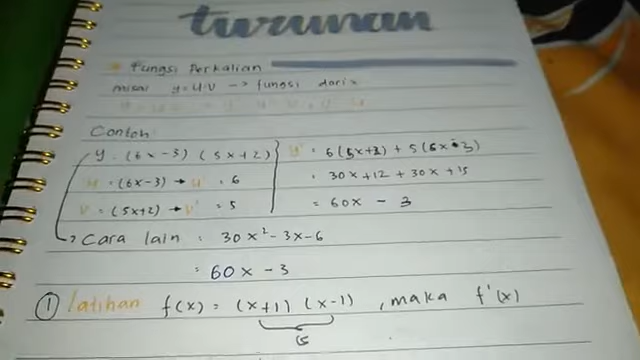 turunan
Fungsi Perkalian
misal y = u.v → fungsi dari x
Contoh
y = (6x-3) (5x+2)
u = (6x-3) → u' = 6
v = (5x+2) → v' = 5
y' = 6(5x+2) + 5(6x-3)
= 30x+12 + 30x+15
= 60x - 3
Cara lain = 30x² - 3x - 6
= 60x - 3
1 latihan f(x) = (x+1) (x-1) , maka f'(x)